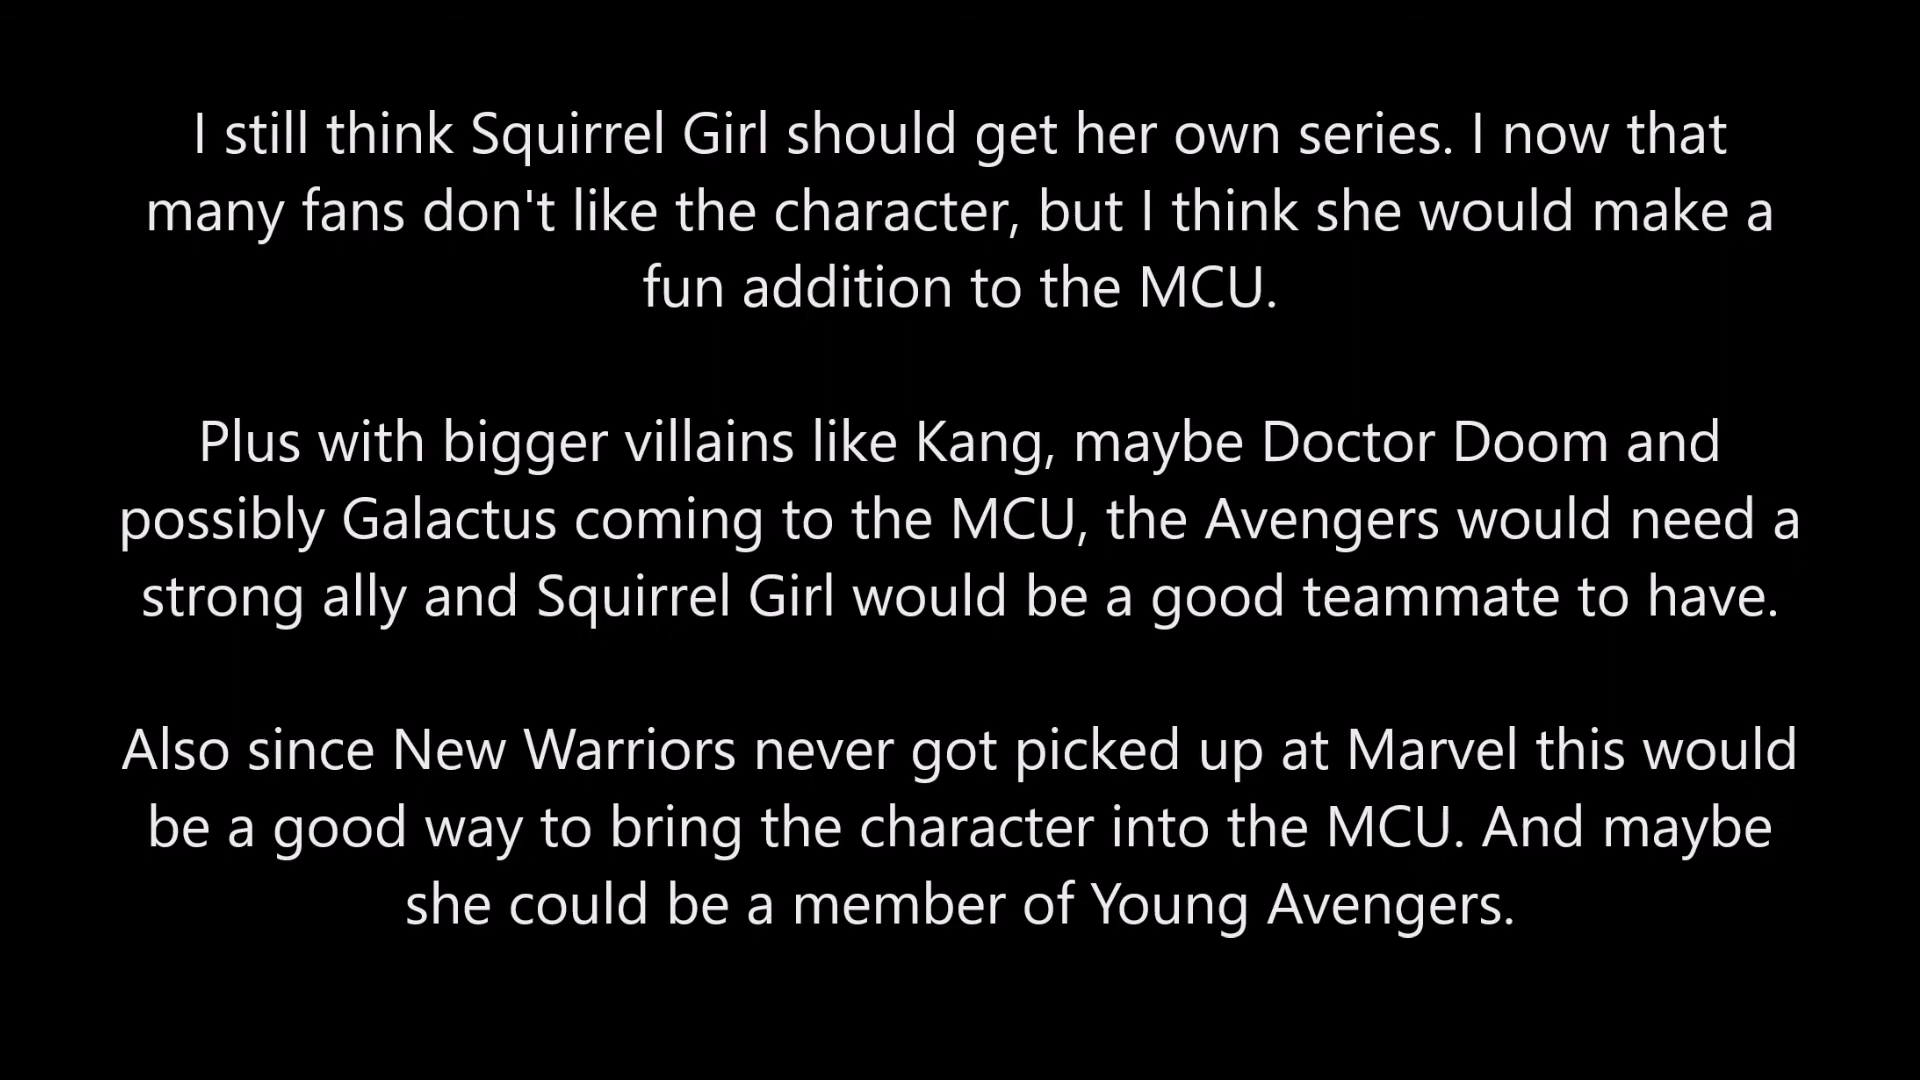 I still think Squirrel Girl should get her own series. I now that
many fans don't like the character, but I think she would make a
fun addition to the MCU.
Plus with bigger villains like Kang, maybe Doctor Doom and
possibly Galactus coming to the MCU, the Avengers would need a
strong ally and Squirrel Girl would be a good teammate to have.
Also since New Warriors never got picked up at Marvel this would
be a good way to bring the character into the MCU. And maybe
she could be a member of Young Avengers.